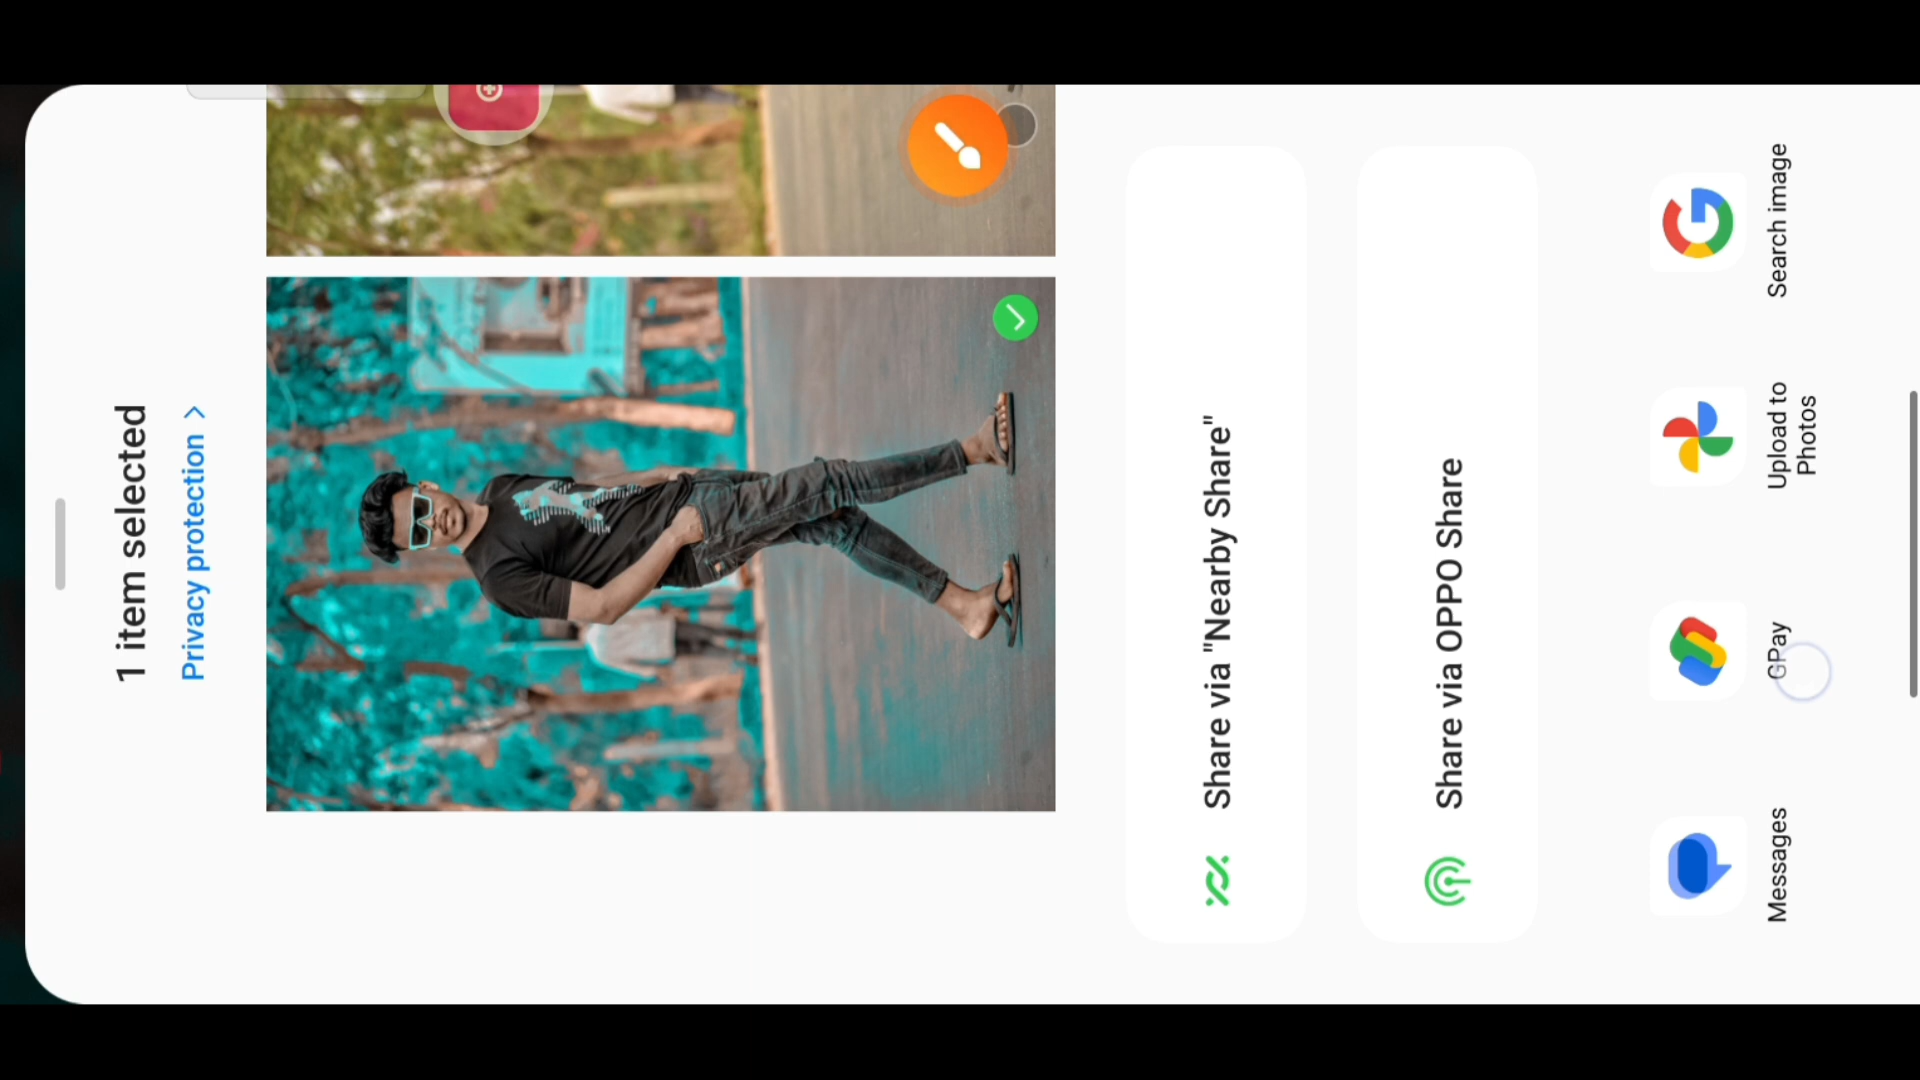 1 item selected
Privacy protection >
Share via "Nearby Share"
Share via OPPO Share
Messages
GPay
Upload to
Photos
Search image